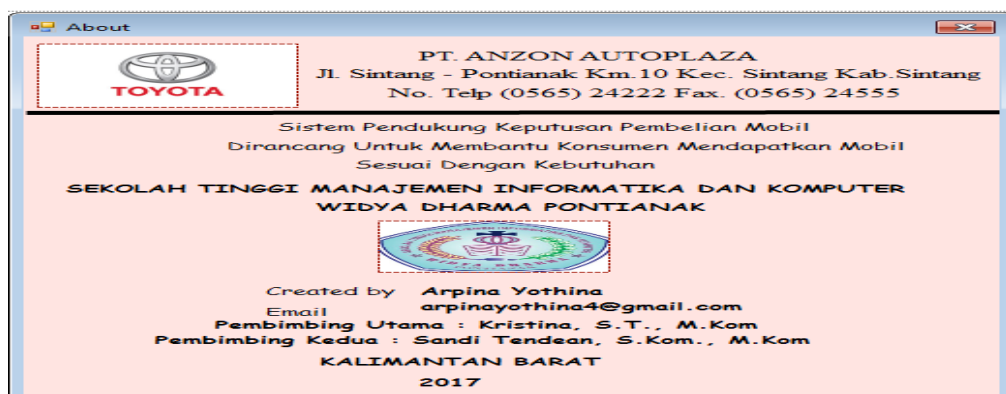 About
TOYOTA
PT. ANZON AUTOPLAZA
Jl. Sintang - Pontianak Km.10 Kec. Sintang Kab.Sintang
No. Telp (0565) 24222 Fax. (0565) 24555
Sistem Pendukung Keputusan Pembelian Mobil
Dirancang Untuk Membantu Konsumen Mendapatkan Mobil
Sesuai Dengan Kebutuhan
SEKOLAH TINGGI MANAJEMEN INFORMATIKA DAN KOMPUTER
WIDYA DHARMA PONTIANAK
WIDYA DHARMA
Created by Arpina Yothina
Email arpinayothina4@gmail.com
Pembimbing Utama : Kristina, S.T., M.Kom
Pembimbing Kedua : Sandi Tendean, S.Kom., M.Kom
KALIMANTAN BARAT
2017